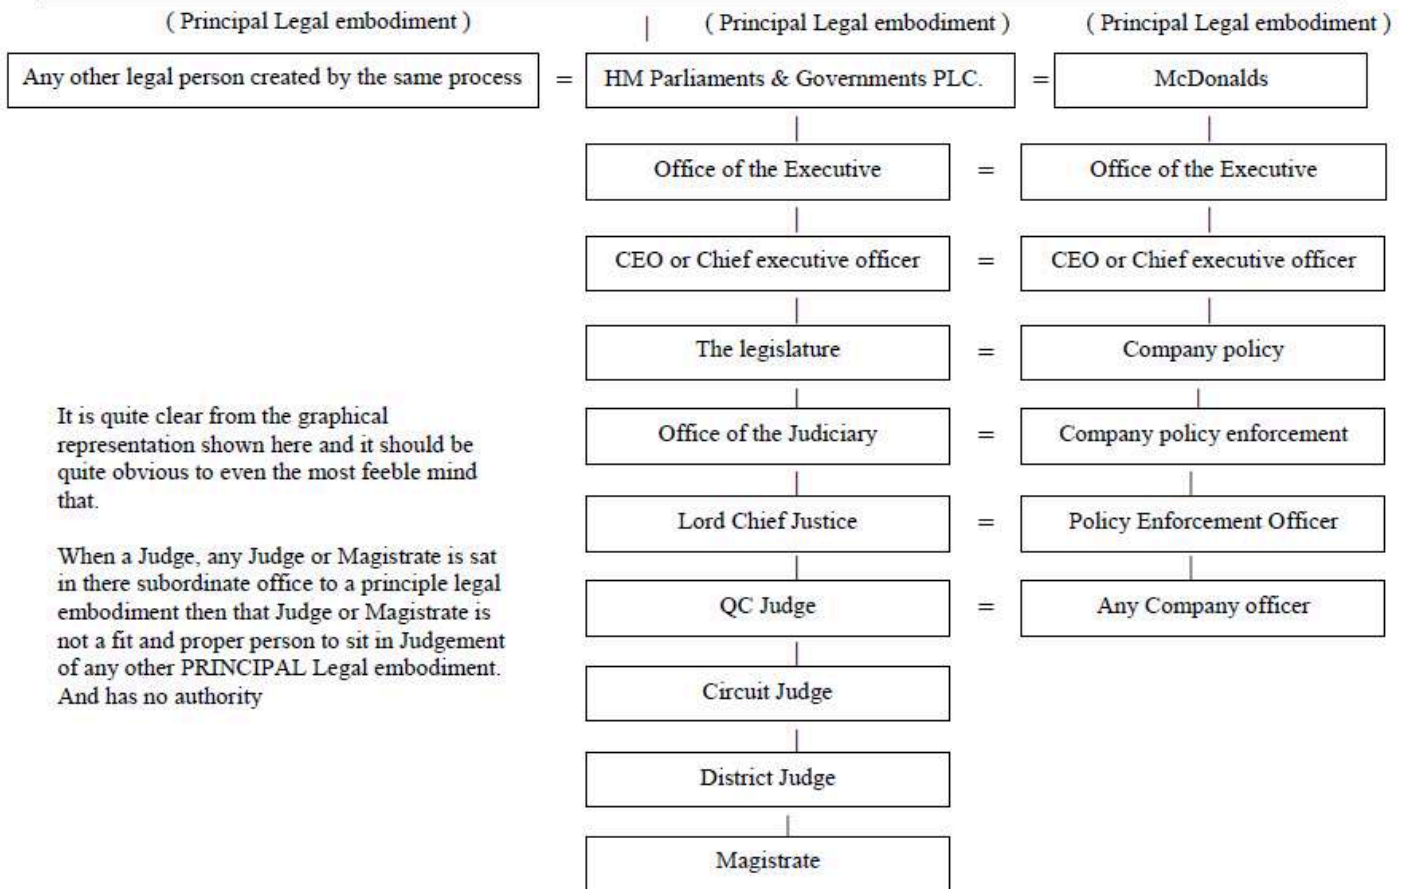 ( Principal Legal embodiment )
( Principal Legal embodiment )
( Principal Legal embodiment )
Any other legal person created by the same process
=
HM Parliaments & Governments PLC.
=
McDonalds
Office of the Executive
=
Office of the Executive
CEO or Chief executive officer
=
CEO or Chief executive officer
The legislature
=
Company policy
Office of the Judiciary
=
Company policy enforcement
Lord Chief Justice
=
Policy Enforcement Officer
QC Judge
=
Any Company officer
Circuit Judge
District Judge
Magistrate
It is quite clear from the graphical
representation shown here and it should be
quite obvious to even the most feeble mind
that.
When a Judge, any Judge or Magistrate is sat
in there subordinate office to a principle legal
embodiment then that Judge or Magistrate is
not a fit and proper person to sit in Judgement
of any other PRINCIPAL Legal embodiment.
And has no authority